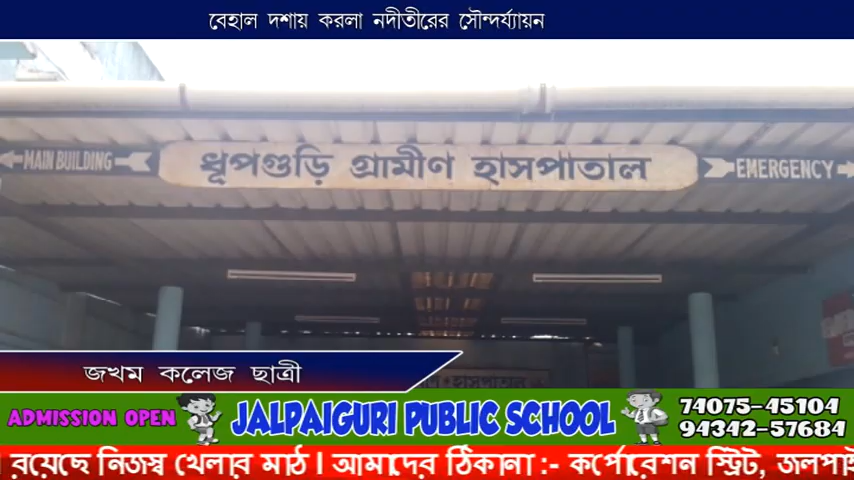 বেহাল দশায় করলা নদীতীরের সৌন্দর্য্যায়ন
MAIN BUILDING
ধূপগুড়ি গ্রামীণ হাসপাতাল
EMERGENCY
হাসপাতাল
জখম কলেজ ছাত্রী
ADMISSION OPEN
JALPAIGURI PUBLIC SCHOOL
74075-45104
94342-57684
রয়েছে নিজস্ব খেলার মাঠ । আমাদের ঠিকানা :- কর্পোরেশন স্ট্রিট,